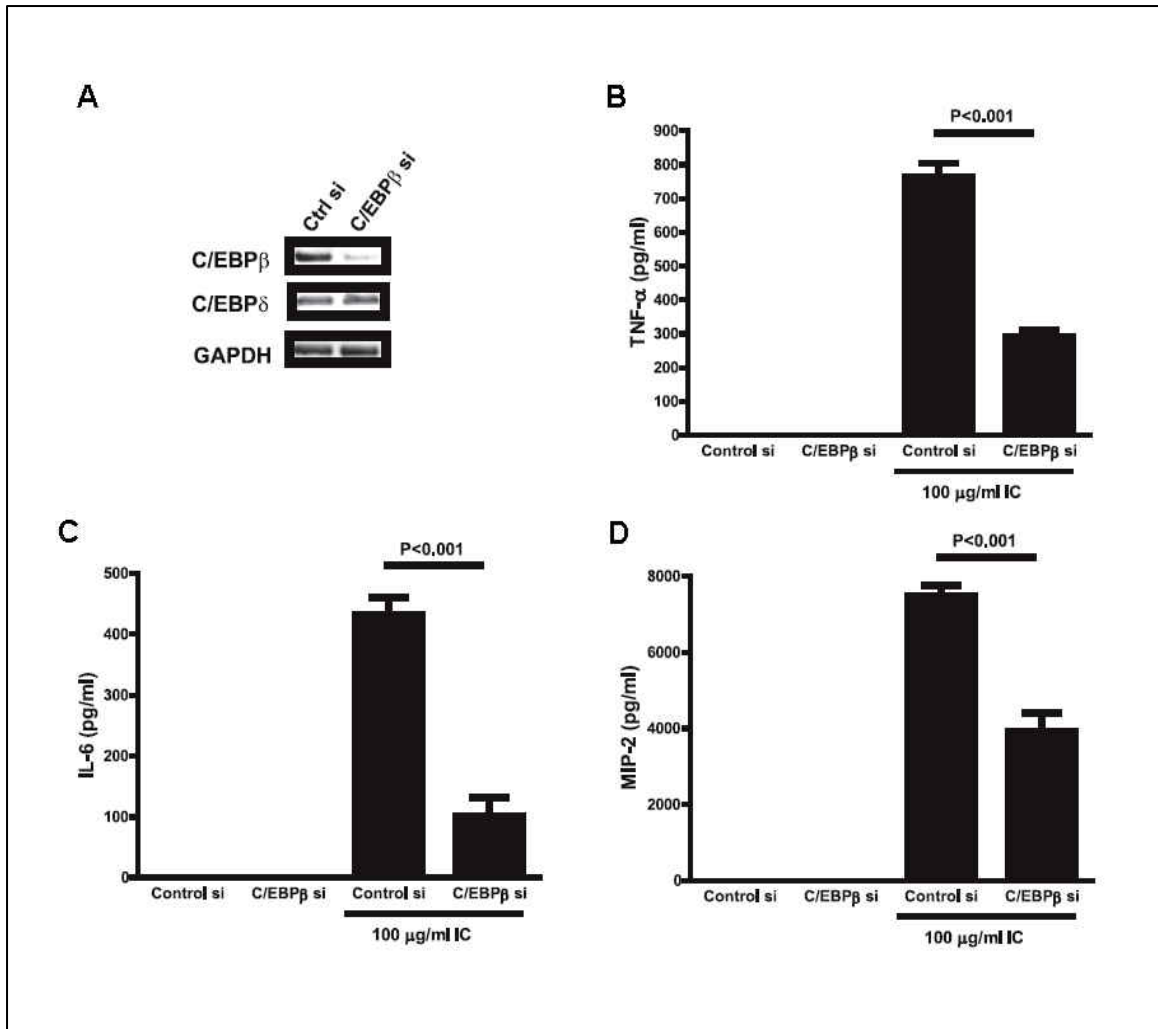 A
Ctrl si
C/EBPβ si
C/EBPβ
C/EBPδ
GAPDH
B
P<0.001
TNF-α (pg/ml)
900
800
700
600
500
400
300
200
100
0
Control si C/EBPβ si Control si C/EBPβ si
100 μg/ml IC
C
P<0.001
IL-6 (pg/ml)
500
400
300
200
100
0
Control si C/EBPβ si Control si C/EBPβ si
100 μg/ml IC
D
P<0.001
MIP-2 (pg/ml)
8000
6000
4000
2000
0
Control si C/EBPβ si Control si C/EBPβ si
100 μg/ml IC